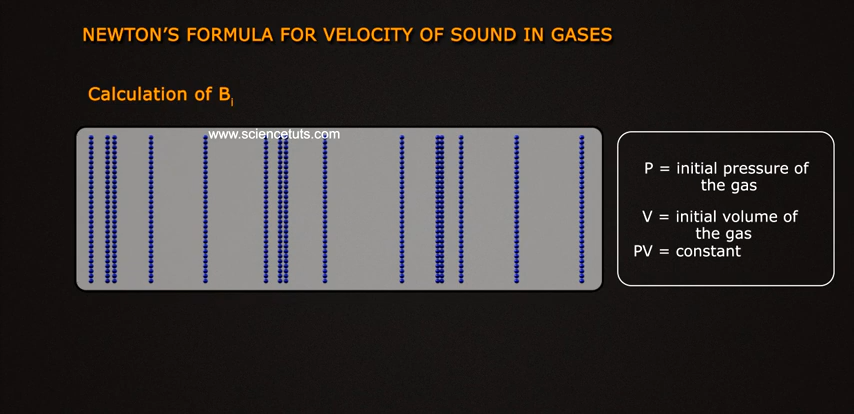 NEWTON'S FORMULA FOR VELOCITY OF SOUND IN GASES
Calculation of Bᵢ
www.sciencetuts.com
P = initial pressure of
the gas
V = initial volume of
the gas
PV = constant